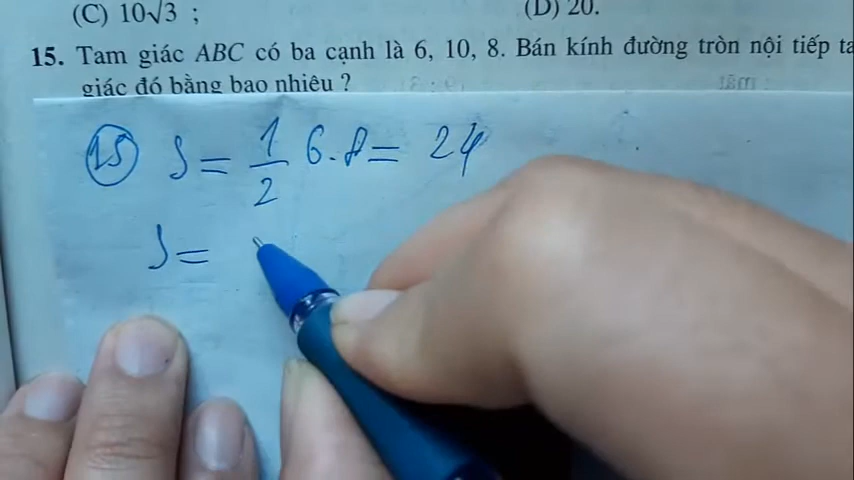 (C) 10√3 ; (D) 20.
15. Tam giác ABC có ba cạnh là 6, 10, 8. Bán kính đường tròn nội tiếp ta
giác đó bằng bao nhiêu ?
15 S = 1/2 6.8 = 24
S =